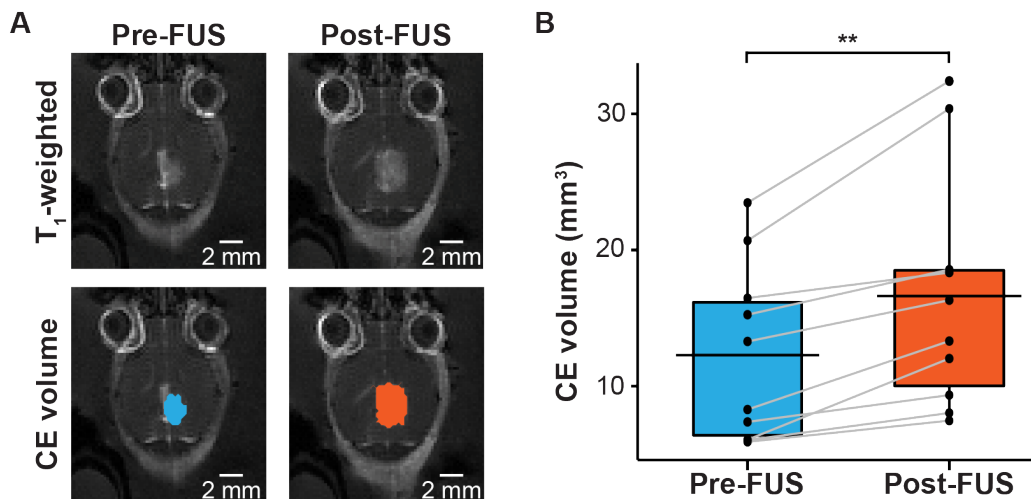 A
Pre-FUS
Post-FUS
T1-weighted
2 mm
2 mm
CE volume
2 mm
2 mm
B
**
CE volume (mm³)
30
20
10
Pre-FUS
Post-FUS